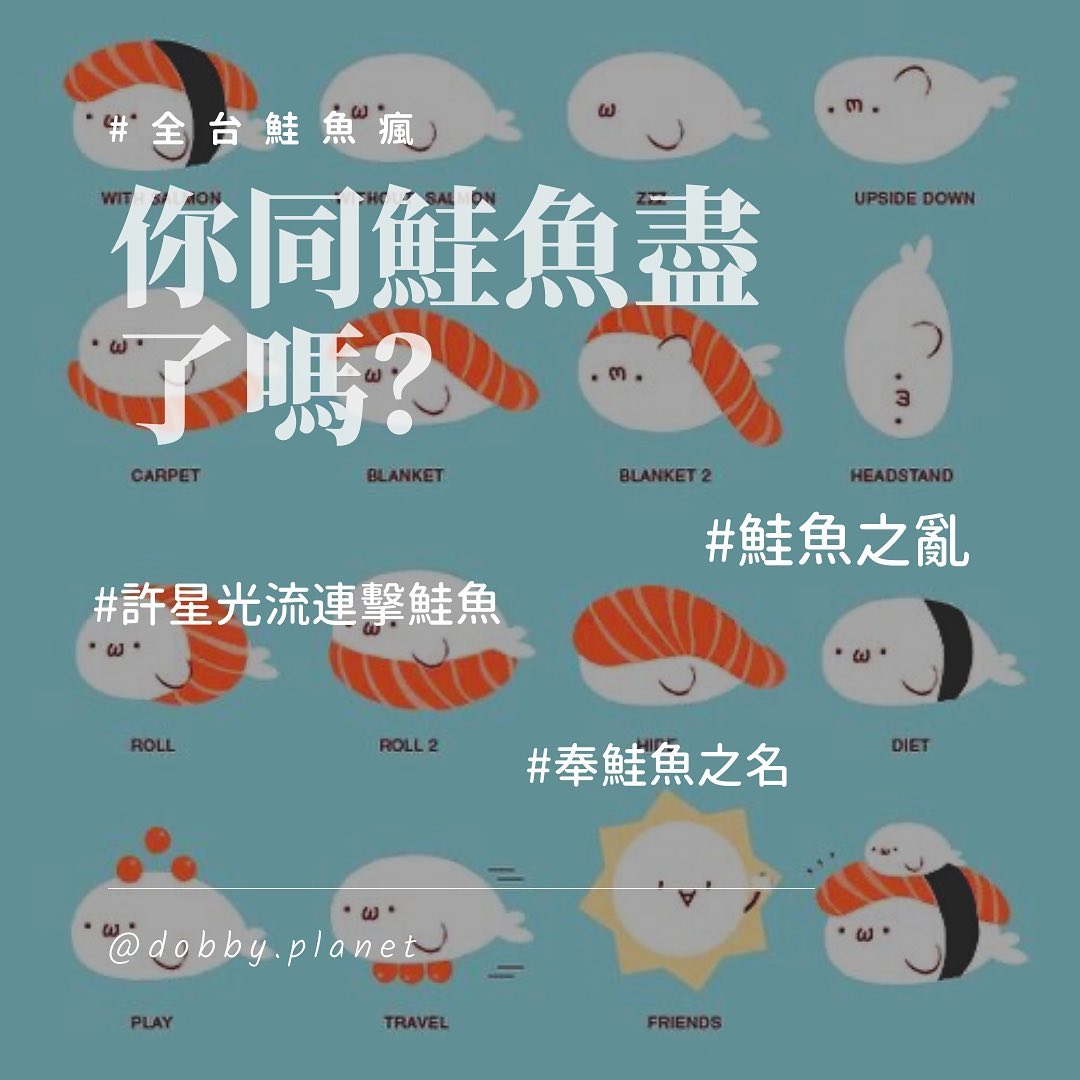 #全台鮭魚瘋
WITH SALMON
WITHOUT SALMON
ZZZ
UPSIDE DOWN
你同鮭魚盡
了嗎?
CARPET
BLANKET
BLANKET 2
HEADSTAND
#鮭魚之亂
#許星光流連擊鮭魚
ROLL
ROLL 2
HIDE
DIET
#奉鮭魚之名
@dobby.planet
PLAY
TRAVEL
FRIENDS